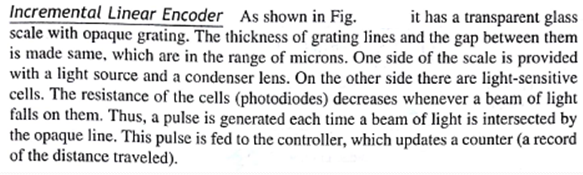 Incremental Linear Encoder As shown in Fig. it has a transparent glass
scale with opaque grating. The thickness of grating lines and the gap between them
is made same, which are in the range of microns. One side of the scale is provided
with a light source and a condenser lens. On the other side there are light-sensitive
cells. The resistance of the cells (photodiodes) decreases whenever a beam of light
falls on them. Thus, a pulse is generated each time a beam of light is intersected by
the opaque line. This pulse is fed to the controller, which updates a counter (a record
of the distance traveled).